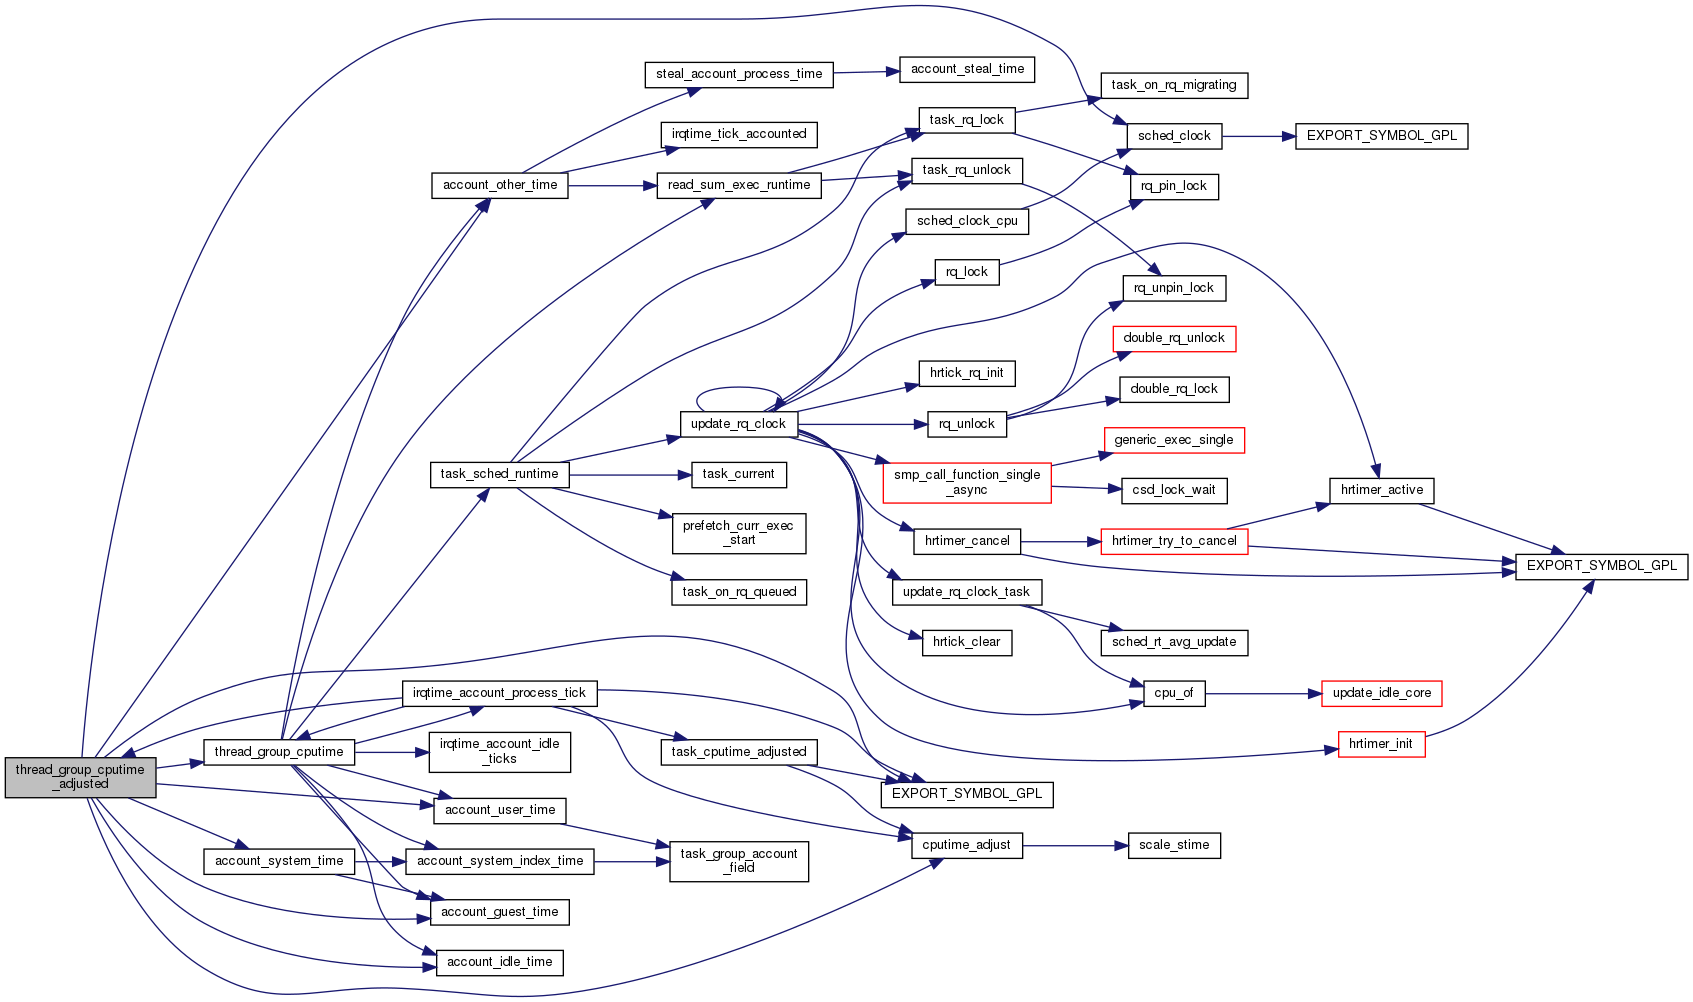 steal_account_process_time
account_steal_time
task_on_rq_migrating
irqtime_tick_accounted
task_rq_lock
sched_clock
EXPORT_SYMBOL_GPL
account_other_time
read_sum_exec_runtime
task_rq_unlock
rq_pin_lock
sched_clock_cpu
rq_lock
rq_unpin_lock
double_rq_unlock
hrtick_rq_init
double_rq_lock
update_rq_clock
rq_unlock
generic_exec_single
task_sched_runtime
task_current
smp_call_function_single
_async
csd_lock_wait
hrtimer_active
prefetch_curr_exec
_start
hrtimer_cancel
hrtimer_try_to_cancel
EXPORT_SYMBOL_GPL
task_on_rq_queued
update_rq_clock_task
hrtick_clear
sched_rt_avg_update
irqtime_account_process_tick
cpu_of
update_idle_core
thread_group_cputime
irqtime_account_idle
_ticks
task_cputime_adjusted
hrtimer_init
thread_group_cputime
_adjusted
EXPORT_SYMBOL_GPL
account_user_time
account_system_time
account_system_index_time
task_group_account
_field
cputime_adjust
scale_stime
account_guest_time
account_idle_time